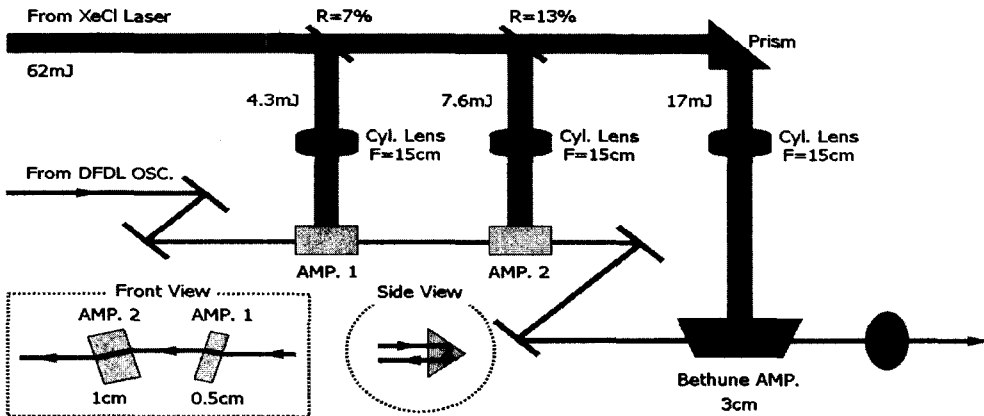 From XeCl Laser
R=7%
R=13%
Prism
62mJ
4.3mJ
7.6mJ
17mJ
Cyl. Lens
F=15cm
Cyl. Lens
F=15cm
Cyl. Lens
F=15cm
From DFDL OSC.
AMP. 1
AMP. 2
Front View
AMP. 2
AMP. 1
1cm
0.5cm
Side View
Bethune AMP.
3cm